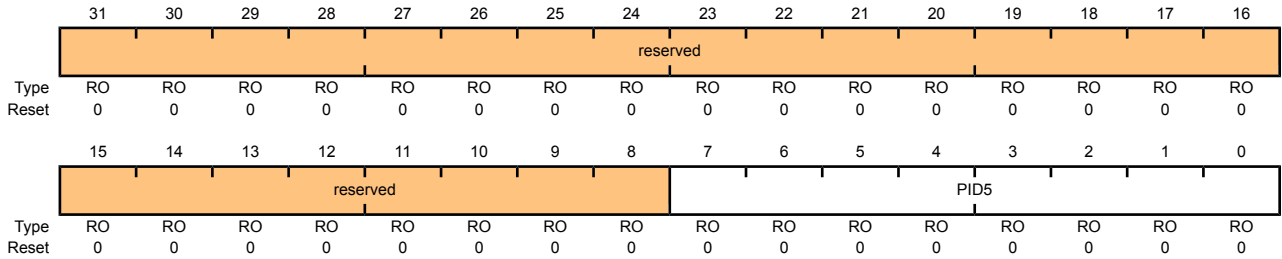 31 30 29 28 27 26 25 24 23 22 21 20 19 18 17 16
reserved
Type RO RO RO RO RO RO RO RO RO RO RO RO RO RO RO RO
Reset 0 0 0 0 0 0 0 0 0 0 0 0 0 0 0 0
15 14 13 12 11 10 9 8 7 6 5 4 3 2 1 0
reserved PID5
Type RO RO RO RO RO RO RO RO RO RO RO RO RO RO RO RO
Reset 0 0 0 0 0 0 0 0 0 0 0 0 0 0 0 0